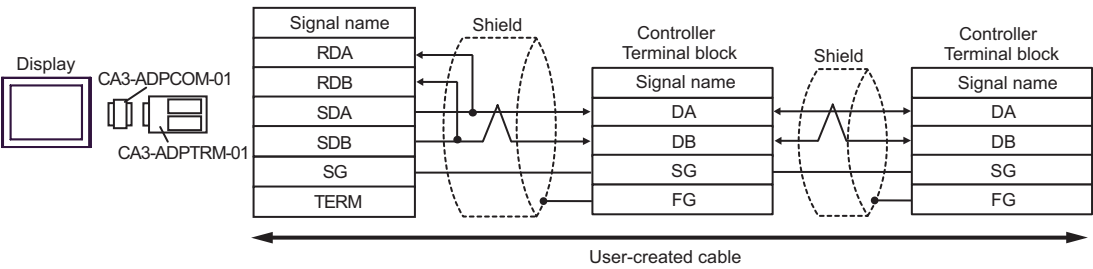 Display
CA3-ADPCOM-01
CA3-ADPTRM-01
Signal name
RDA
RDB
SDA
SDB
SG
TERM
Shield
Controller
Terminal block
Signal name
DA
DB
SG
FG
Shield
Controller
Terminal block
Signal name
DA
DB
SG
FG
User-created cable